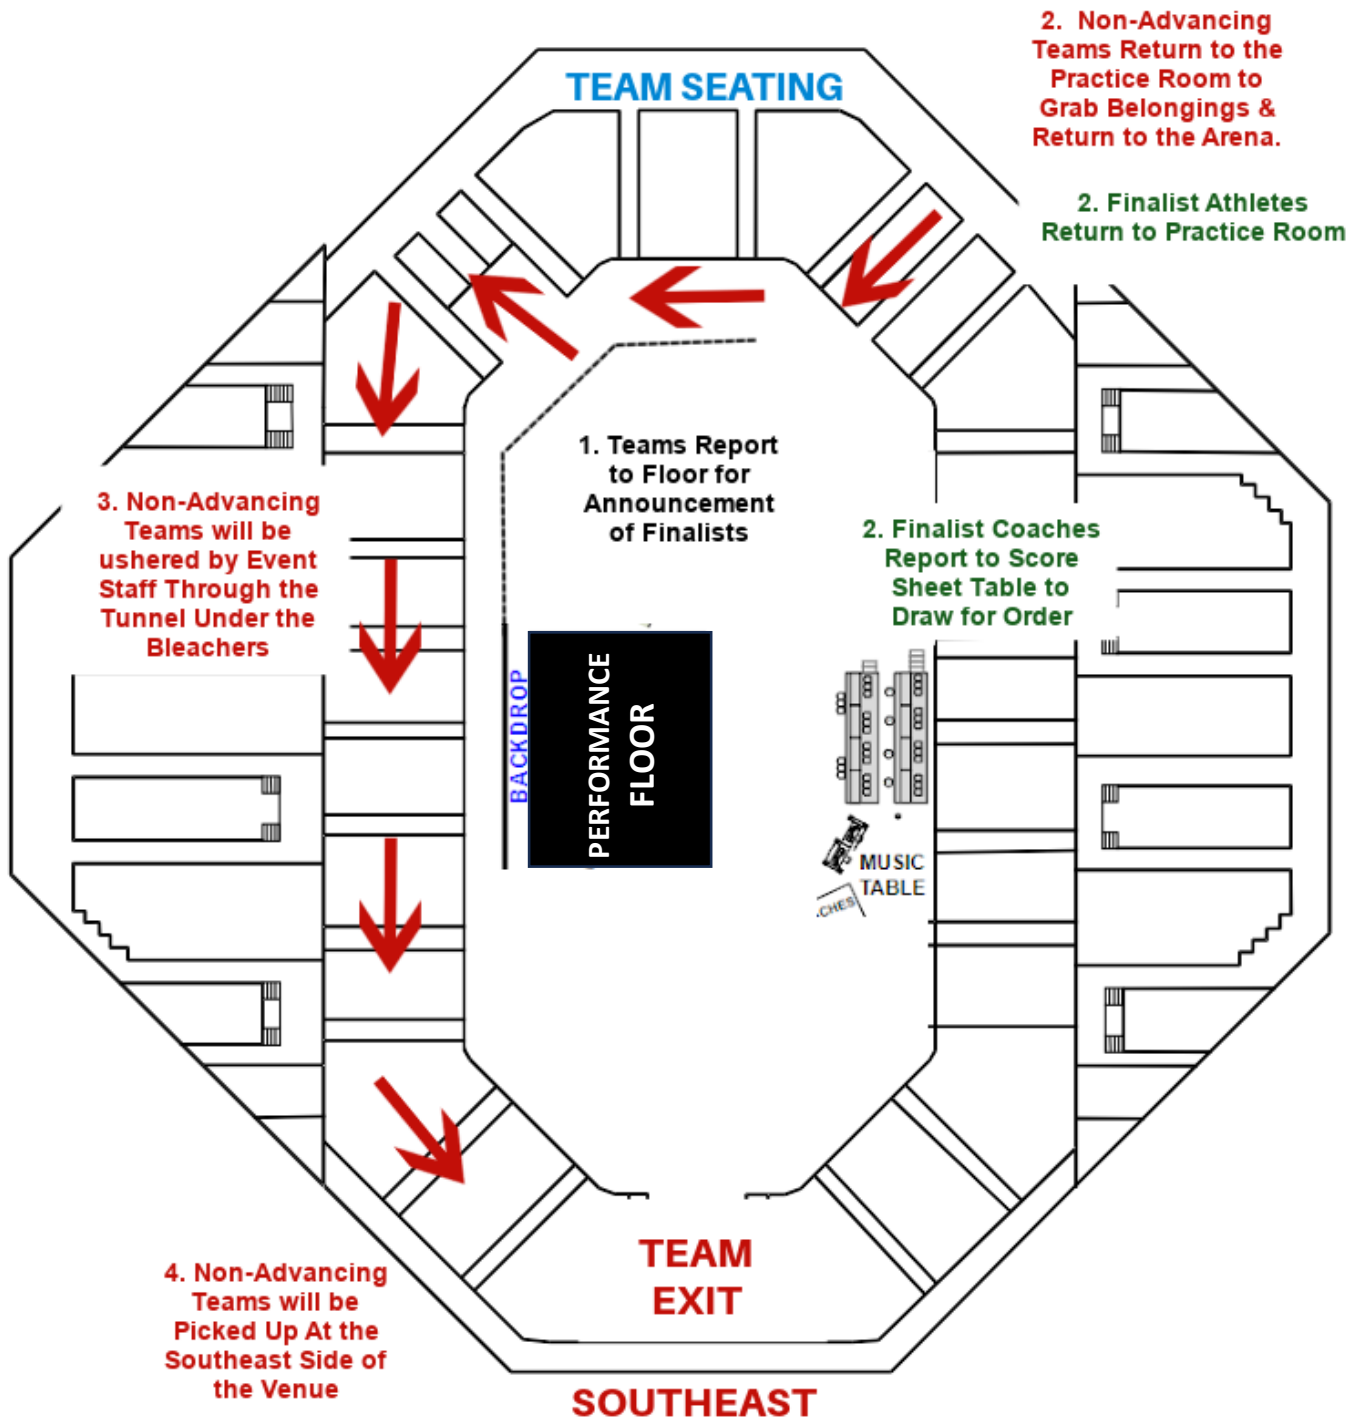 2. Non-Advancing
Teams Return to the
Practice Room to
Grab Belongings &
Return to the Arena.
TEAM SEATING
2. Finalist Athletes
Return to Practice Room
1. Teams Report
to Floor for
Announcement
of Finalists
3. Non-Advancing
Teams will be
ushered by Event
Staff Through the
Tunnel Under the
Bleachers
2. Finalist Coaches
Report to Score
Sheet Table to
Draw for Order
BACKDROP
PERFORMANCE
FLOOR
MUSIC
TABLE
CHES
TEAM
EXIT
4. Non-Advancing
Teams will be
Picked Up At the
Southeast Side of
the Venue
SOUTHEAST